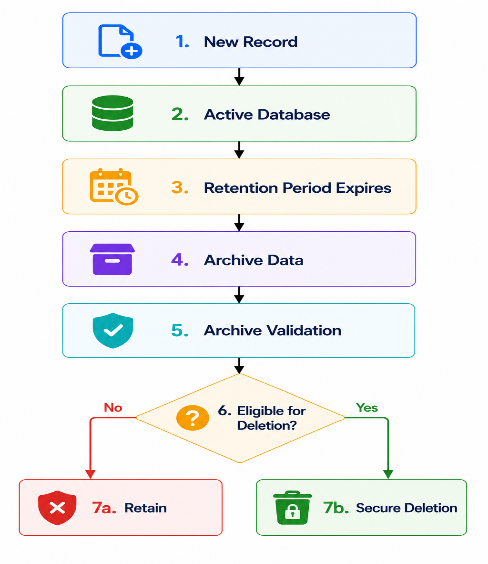 1. New Record
2. Active Database
3. Retention Period Expires
4. Archive Data
5. Archive Validation
6. Eligible for
Deletion?
No
Yes
7a. Retain
7b. Secure Deletion